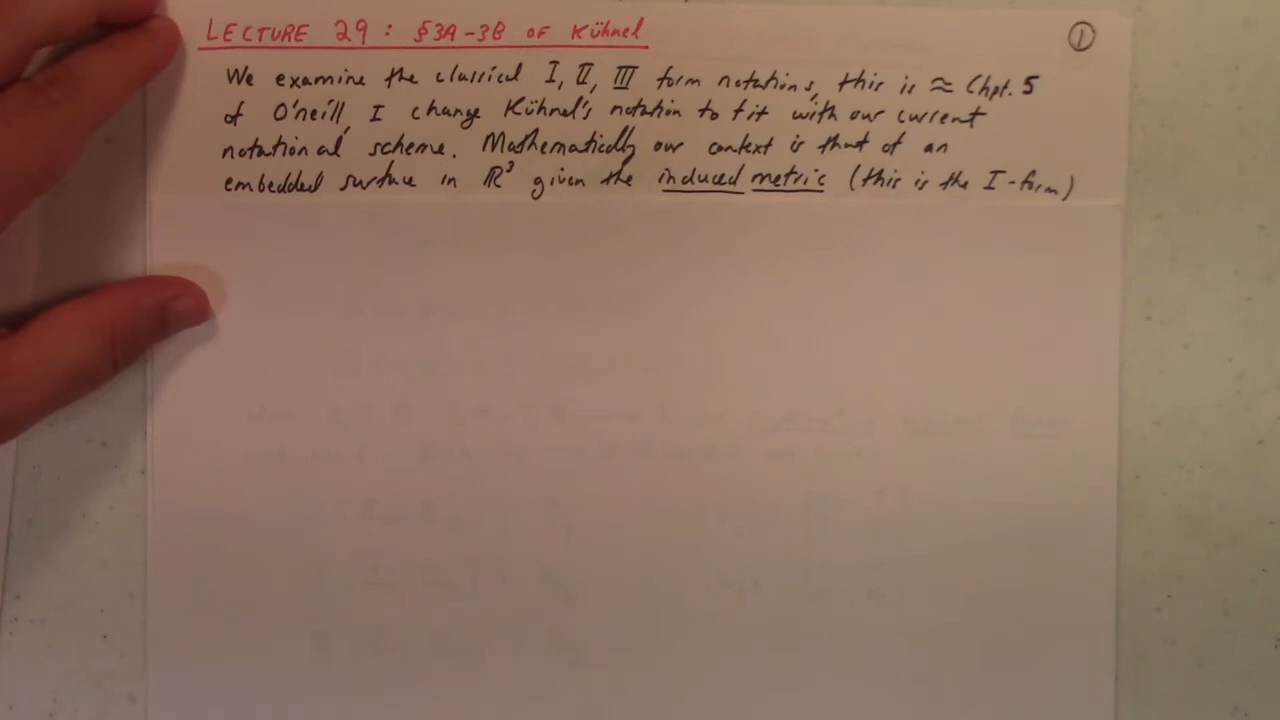 LECTURE 29 : §3A-3B OF Kühnel
①
We examine the classical I, II, III form notations, this is ≈ Chpt. 5
of O'neill, I change Kühnel's notation to fit with our current
notational scheme. Mathematically our context is that of an
embedded surface in ℝ³ given the induced metric (this is the I-form)